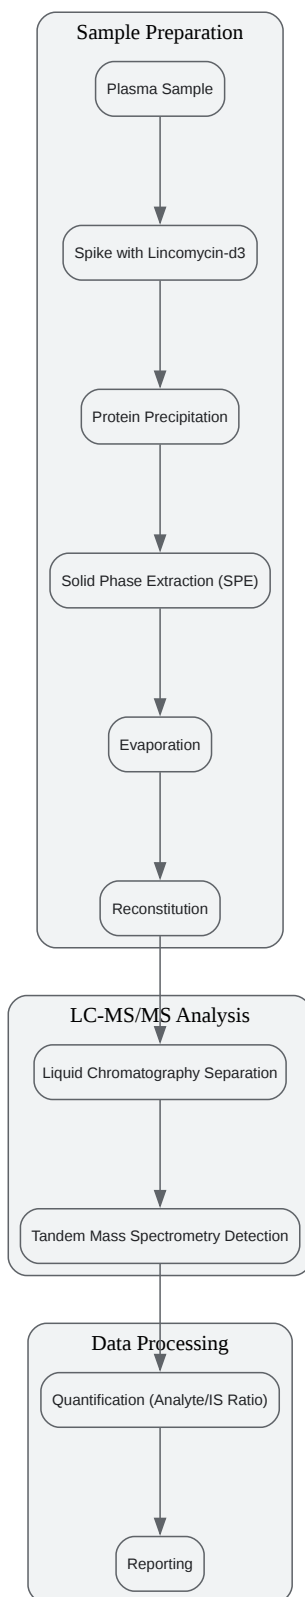 Sample Preparation
Plasma Sample
Spike with Lincomycin-d3
Protein Precipitation
Solid Phase Extraction (SPE)
Evaporation
Reconstitution
LC-MS/MS Analysis
Liquid Chromatography Separation
Tandem Mass Spectrometry Detection
Data Processing
Quantification (Analyte/IS Ratio)
Reporting